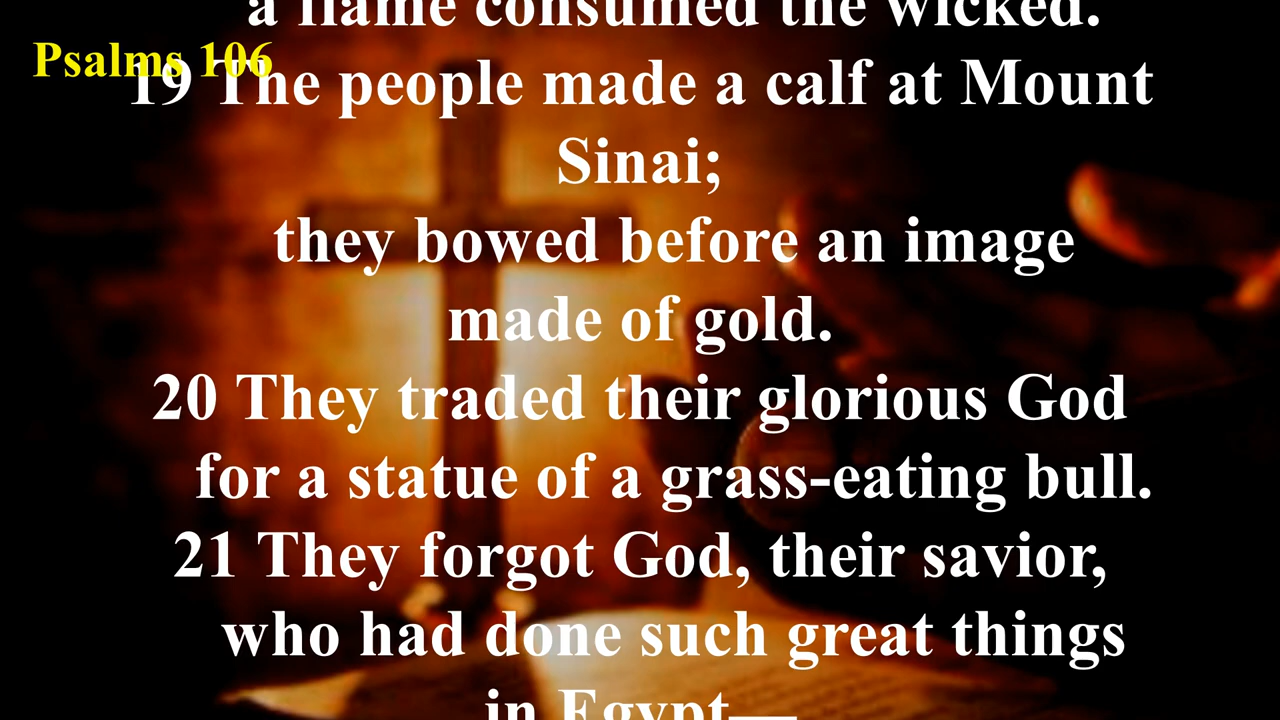 a flame consumed the wicked.
Psalms 106
19 The people made a calf at Mount
Sinai;
they bowed before an image
made of gold.
20 They traded their glorious God
for a statue of a grass-eating bull.
21 They forgot God, their savior,
who had done such great things
in Egypt—